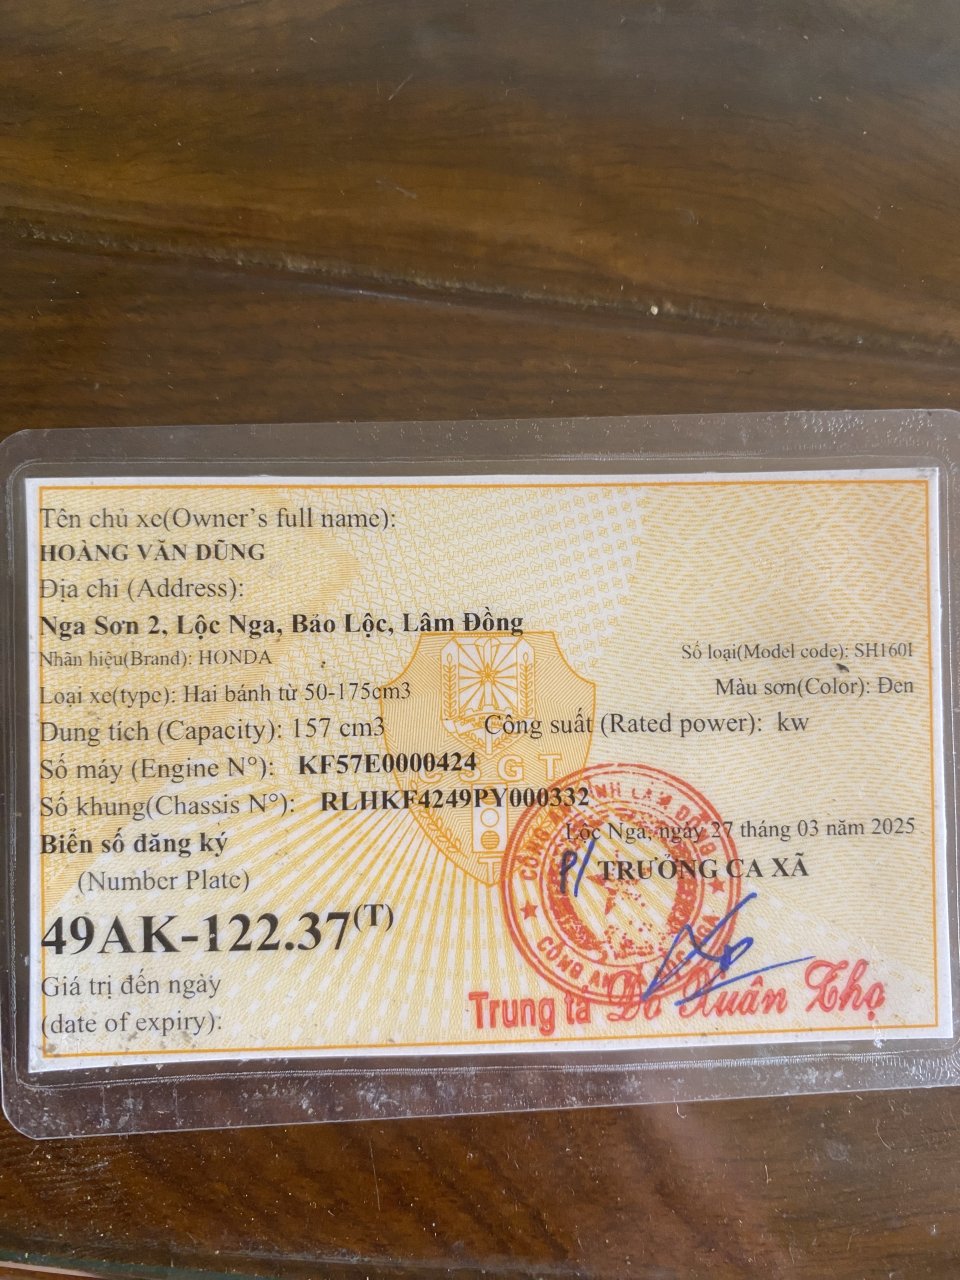 Tên chủ xe(Owner's full name):
HOÀNG VĂN DŨNG
Địa chỉ (Address):
Nga Sơn 2, Lộc Nga, Bảo Lộc, Lâm Đồng
Nhãn hiệu(Brand): HONDA
Số loại(Model code): SH160I
Loại xe(type): Hai bánh từ 50-175cm3
Màu sơn(Color): Đen
Dung tích (Capacity): 157 cm3
Công suất (Rated power): kw
Số máy (Engine N°): KF57E0000424
CSGT
Số khung(Chassis N°): RLHKF4249PY000332
Biển số đăng ký
Lộc Nga, ngày 27 tháng 03 năm 2025
(Number Plate)
P/ TRƯỞNG CA XÃ
49AK-122.37(T)
Giá trị đến ngày
Trung tá Đỗ Xuân Thọ
(date of expiry):